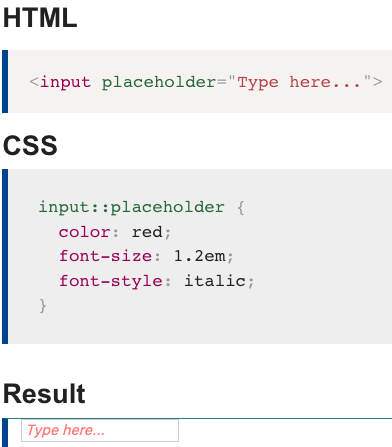 HTML
<input placeholder="Type here...">
CSS
input::placeholder {
color: red;
font-size: 1.2em;
font-style: italic;
}
Result
Type here...